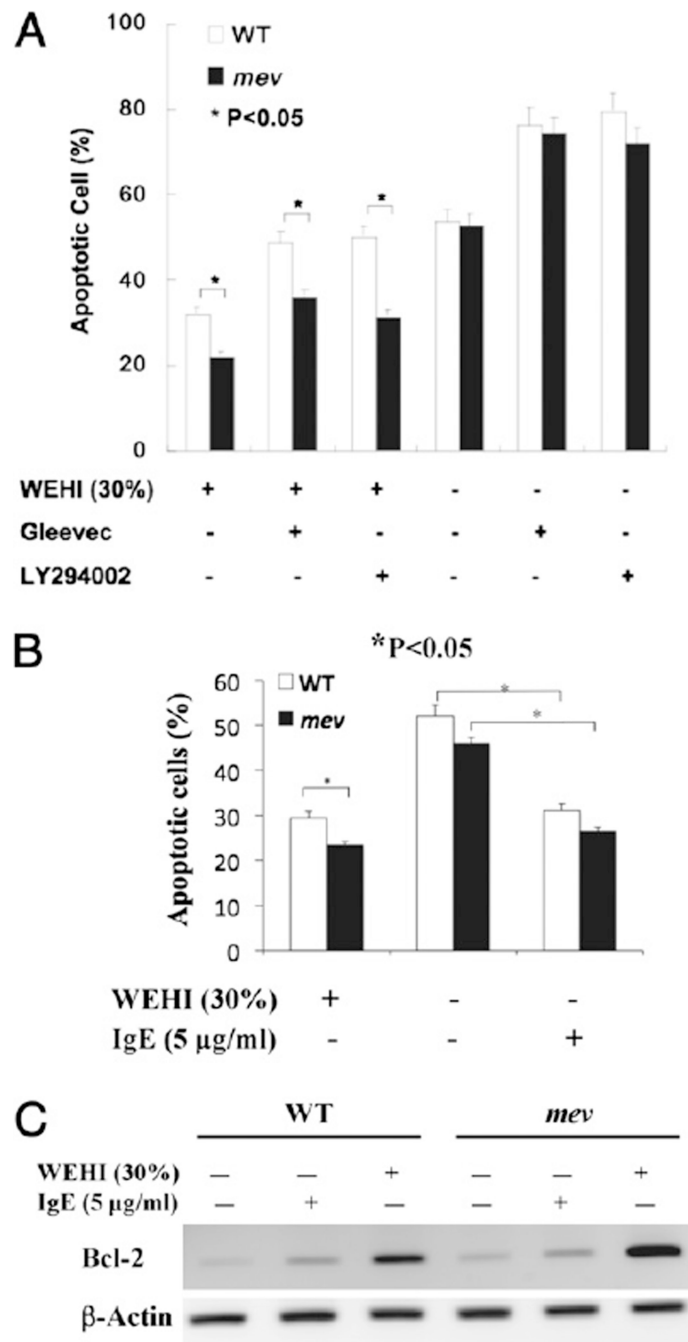 A
100
80
60
40
20
0
Apoptotic Cell (%)
WT
mev
* P<0.05
*
*
*
WEHI (30%) + + + - - -
Gleevec - + - - + -
LY294002 - - + - - +
B
*P<0.05
60
50
40
30
20
10
0
Apoptotic cells (%)
WT
mev
*
*
*
WEHI (30%) + - -
IgE (5 µg/ml) - - +
C
WT mev
WEHI (30%) — — + — — +
IgE (5 µg/ml) — + — — + —
Bcl-2
β-Actin